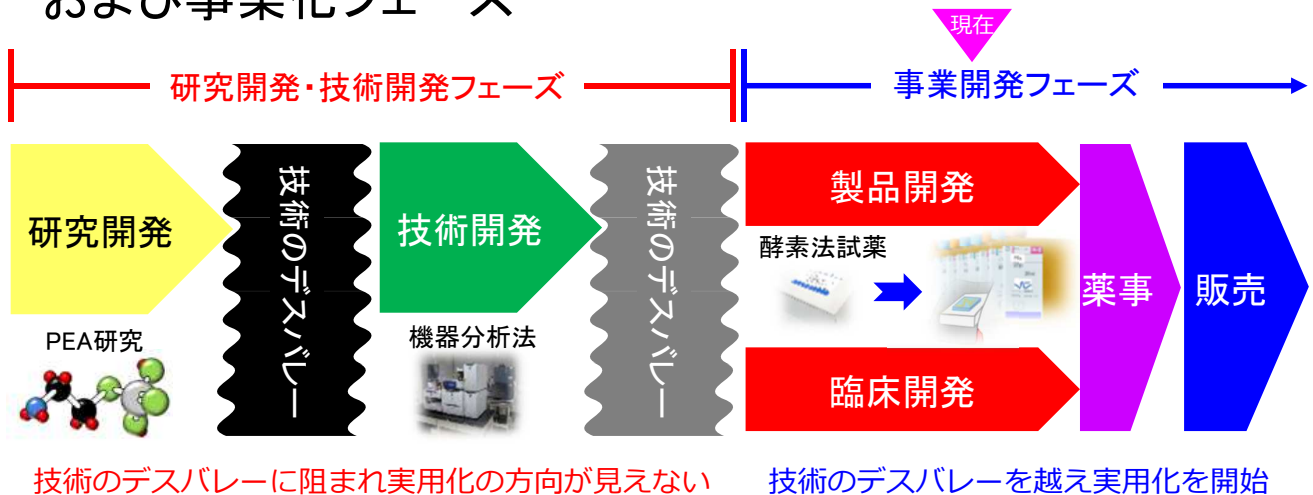 および事業化フェーズ
現在
研究開発・技術開発フェーズ
事業開発フェーズ
研究開発
PEA研究
技術のデスバレー
技術開発
機器分析法
技術のデスバレー
製品開発
酵素法試薬
臨床開発
薬事
販売
技術のデスバレーに阻まれ実用化の方向が見えない
技術のデスバレーを越え実用化を開始